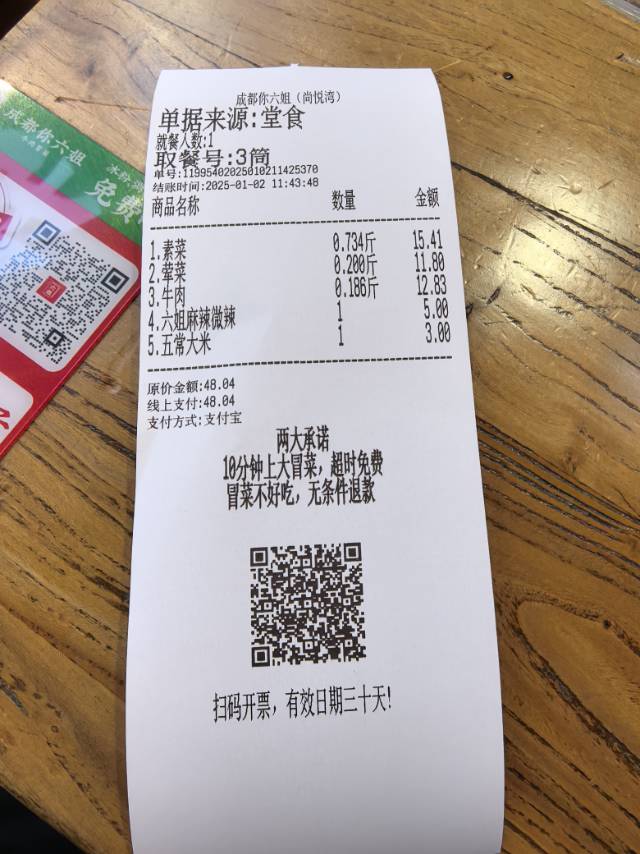 成都你六姐(尚悦湾)
单据来源:堂食
就餐人数:1
取餐号:3筒
单号:11995402025010211425370
结账时间:2025-01-02 11:43:48
商品名称 数量 金额
1.素菜 0.734斤 15.41
2.荤菜 0.200斤 11.80
3.牛肉 0.186斤 12.83
4.六姐麻辣微辣 1 5.00
5.五常大米 1 3.00
原价金额:48.04
线上支付:48.04
支付方式:支付宝
两大承诺
10分钟上大冒菜，超时免费
冒菜不好吃，无条件退款
扫码开票，有效日期三十天!
成都你六姐
免费